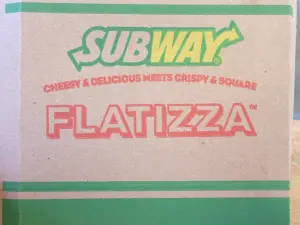 SUBWAY®
CHEESY & DELICIOUS MEETS CRISPY & SQUARE
FLATIZZA™